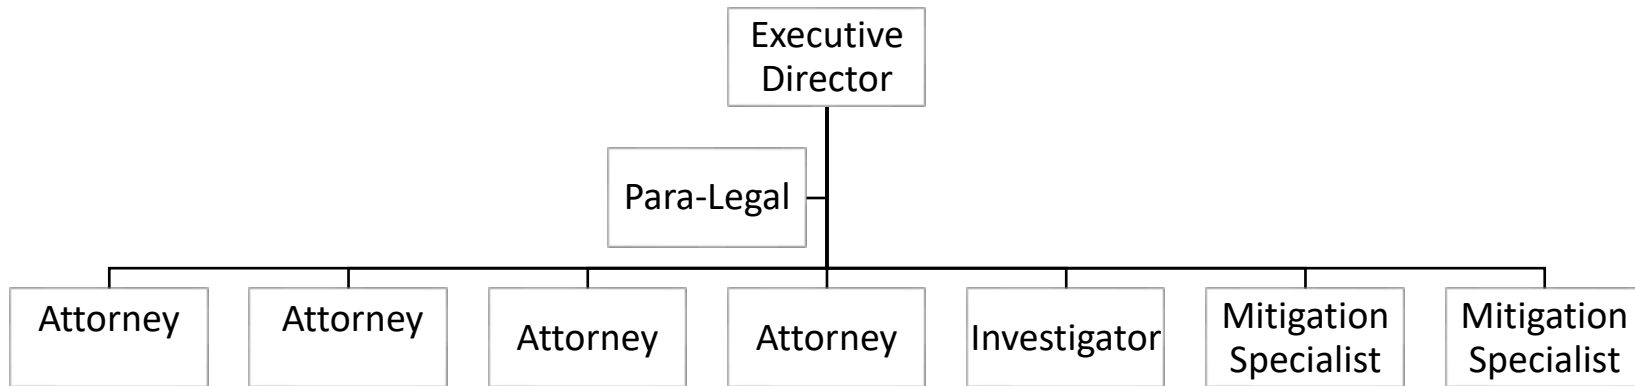 Executive
Director
Para-Legal
Attorney
Attorney
Attorney
Attorney
Investigator
Mitigation
Specialist
Mitigation
Specialist